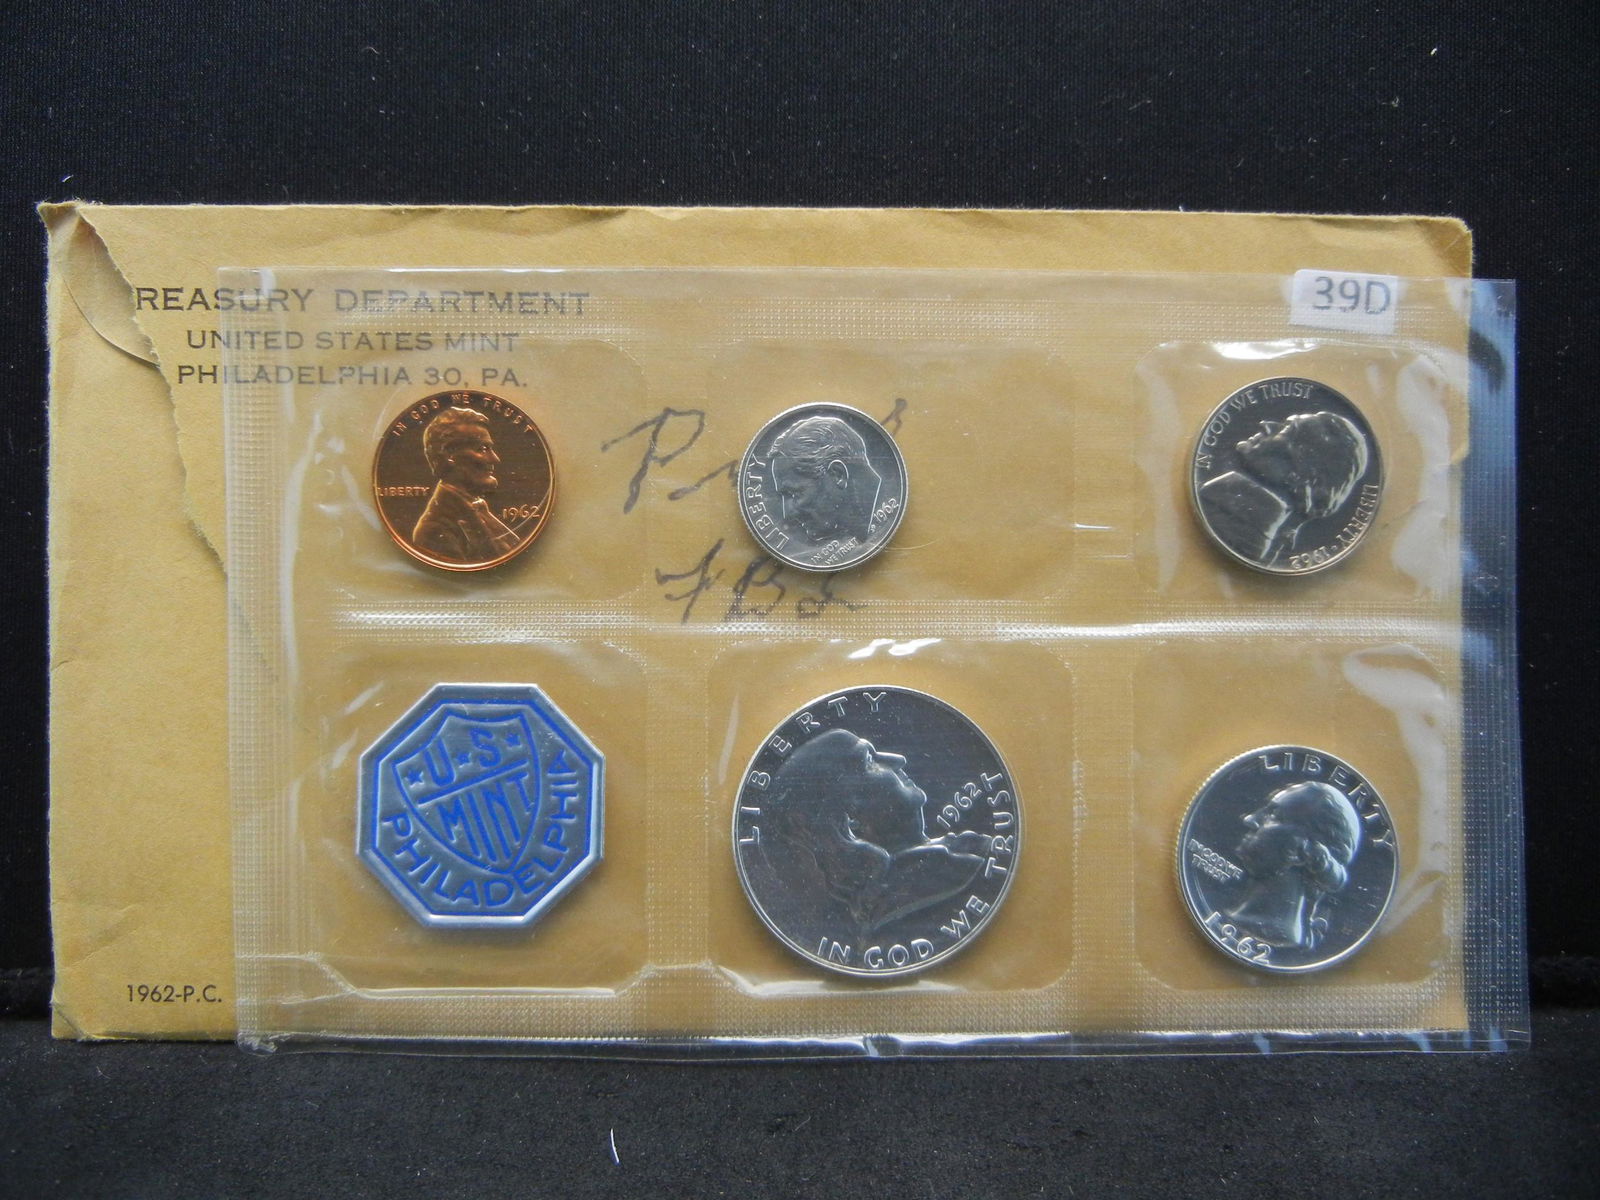 REASURY DEPARTMENT
UNITED STATES MINT
PHILADELPHIA 30, PA.
39D
IN GOD WE TRUST
LIBERTY
1962
LIBERTY
IN GOD
WE TRUST
1962
IN GOD WE TRUST
LIBERTY · 1962
FBL
U★S★
MINT
PHILADELPHIA
LIBERTY
1962
IN GOD WE TRUST
LIBERTY
IN GOD WE
TRUST
1962
1962-P.C.